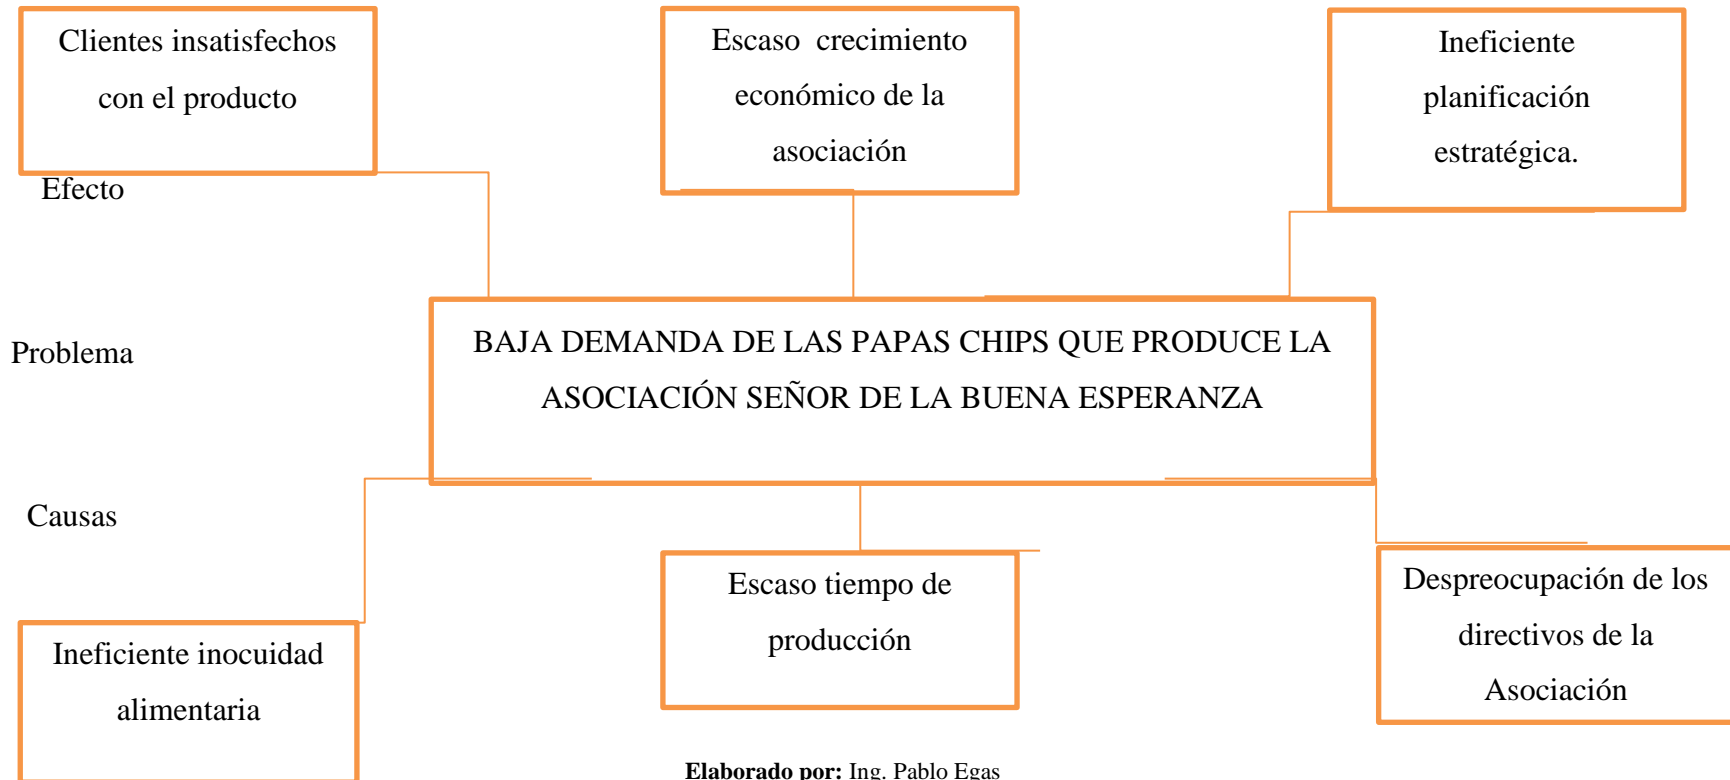 Clientes insatisfechos
con el producto
Escaso  crecimiento
económico de la
asociación
Ineficiente
planificación
estratégica.
Efecto
Problema
BAJA DEMANDA DE LAS PAPAS CHIPS QUE PRODUCE LA
ASOCIACIÓN SEÑOR DE LA BUENA ESPERANZA
Causas
Ineficiente inocuidad
alimentaria
Escaso tiempo de
producción
Despreocupación de los
directivos de la
Asociación
Elaborado por: Ing. Pablo Egas